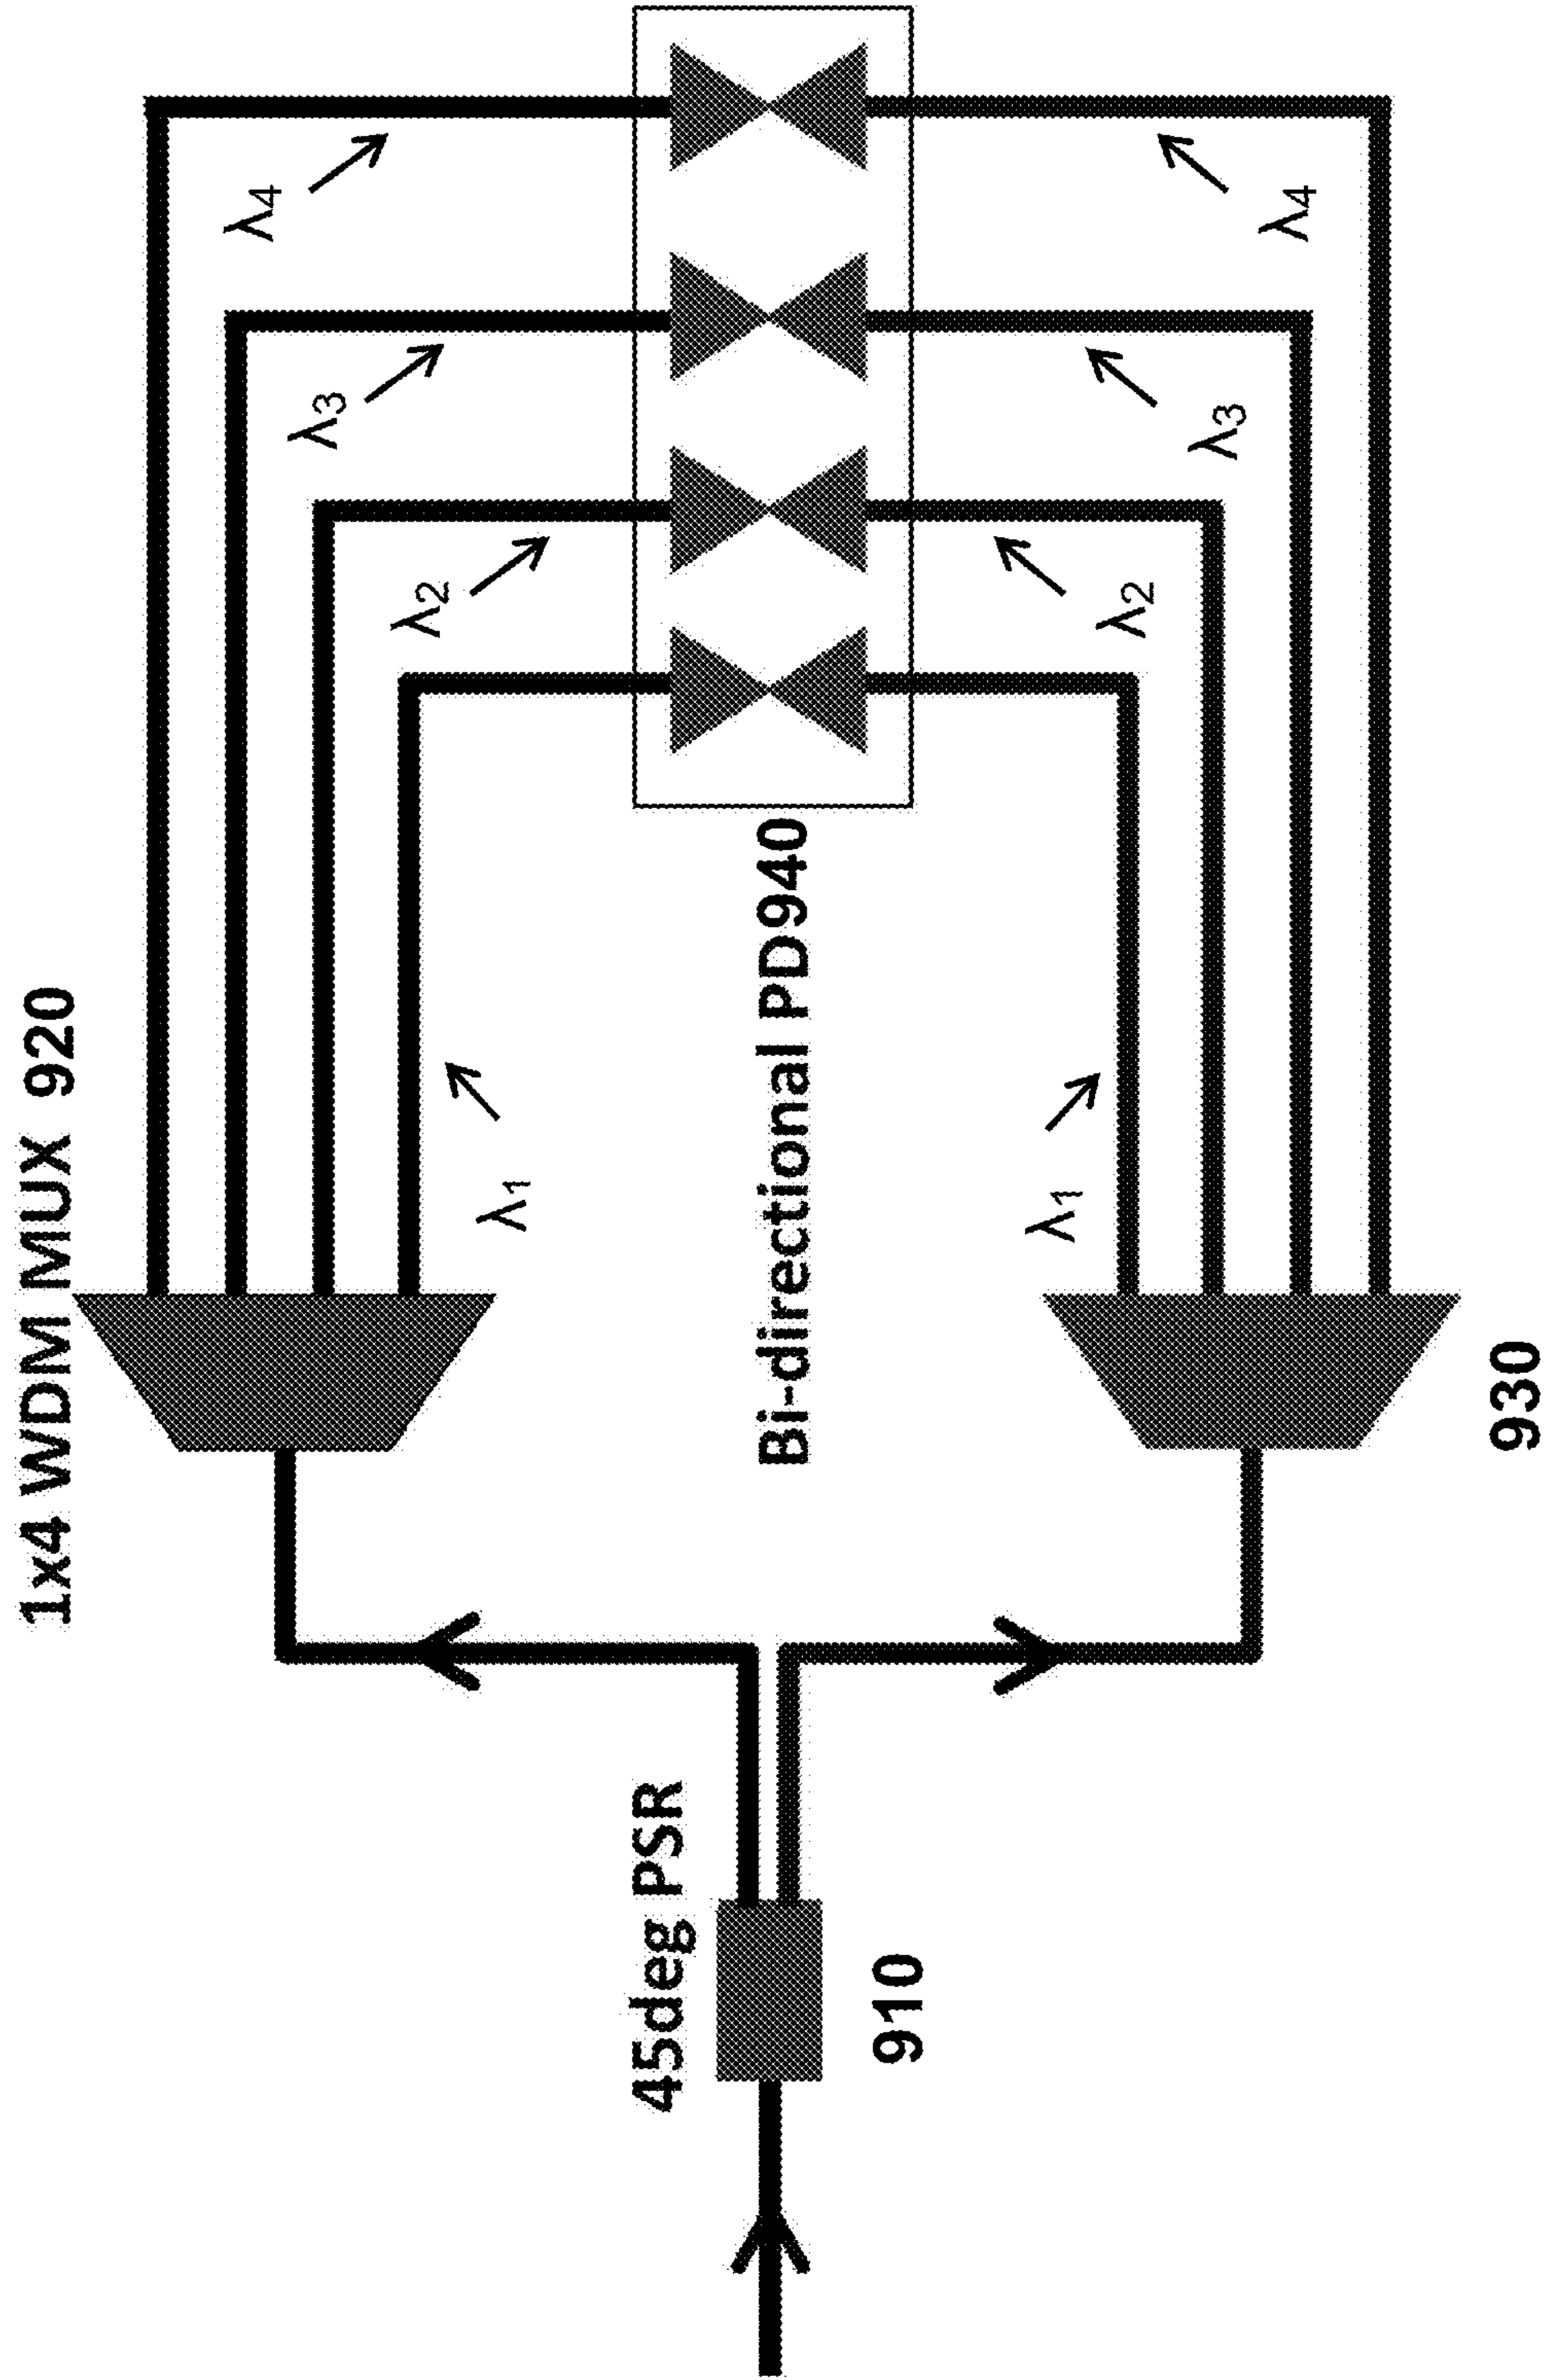 1x4 WDM MUX 920
λ1
λ2
λ3
λ4
45deg PSR
910
Bi-directional PD940
λ1
λ2
λ3
λ4
930